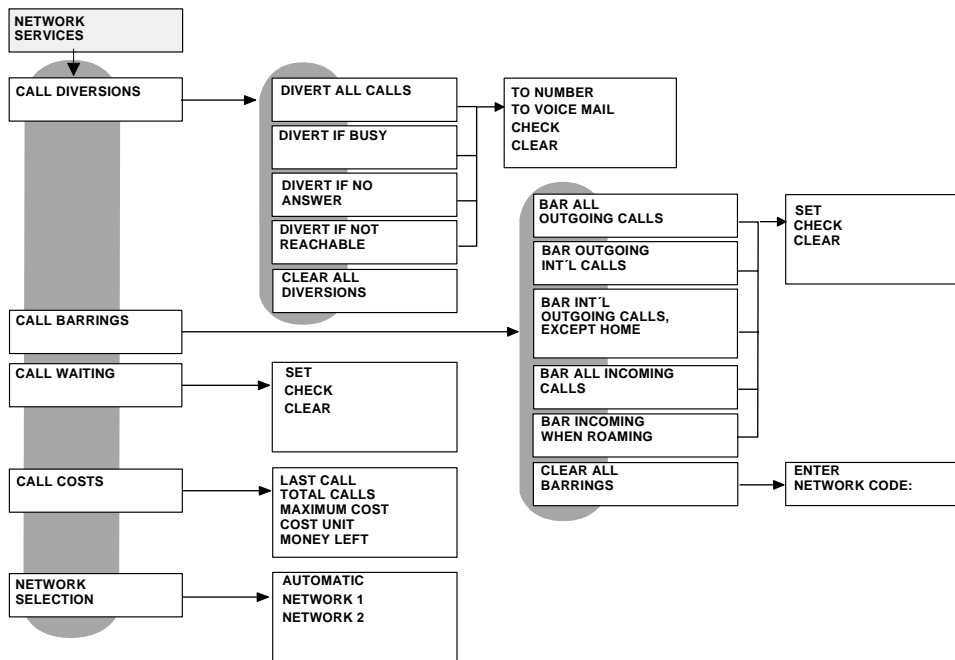 NETWORK
SERVICES
CALL DIVERSIONS
DIVERT ALL CALLS
DIVERT IF BUSY
DIVERT IF NO
ANSWER
DIVERT IF NOT
REACHABLE
CLEAR ALL
DIVERSIONS
TO NUMBER
TO VOICE MAIL
CHECK
CLEAR
CALL BARRINGS
BAR ALL
OUTGOING CALLS
BAR OUTGOING
INT´L CALLS
BAR INT´L
OUTGOING CALLS,
EXCEPT HOME
BAR ALL INCOMING
CALLS
BAR INCOMING
WHEN ROAMING
CLEAR ALL
BARRINGS
SET
CHECK
CLEAR
ENTER
NETWORK CODE:
CALL WAITING
SET
CHECK
CLEAR
CALL COSTS
LAST CALL
TOTAL CALLS
MAXIMUM COST
COST UNIT
MONEY LEFT
NETWORK
SELECTION
AUTOMATIC
NETWORK 1
NETWORK 2